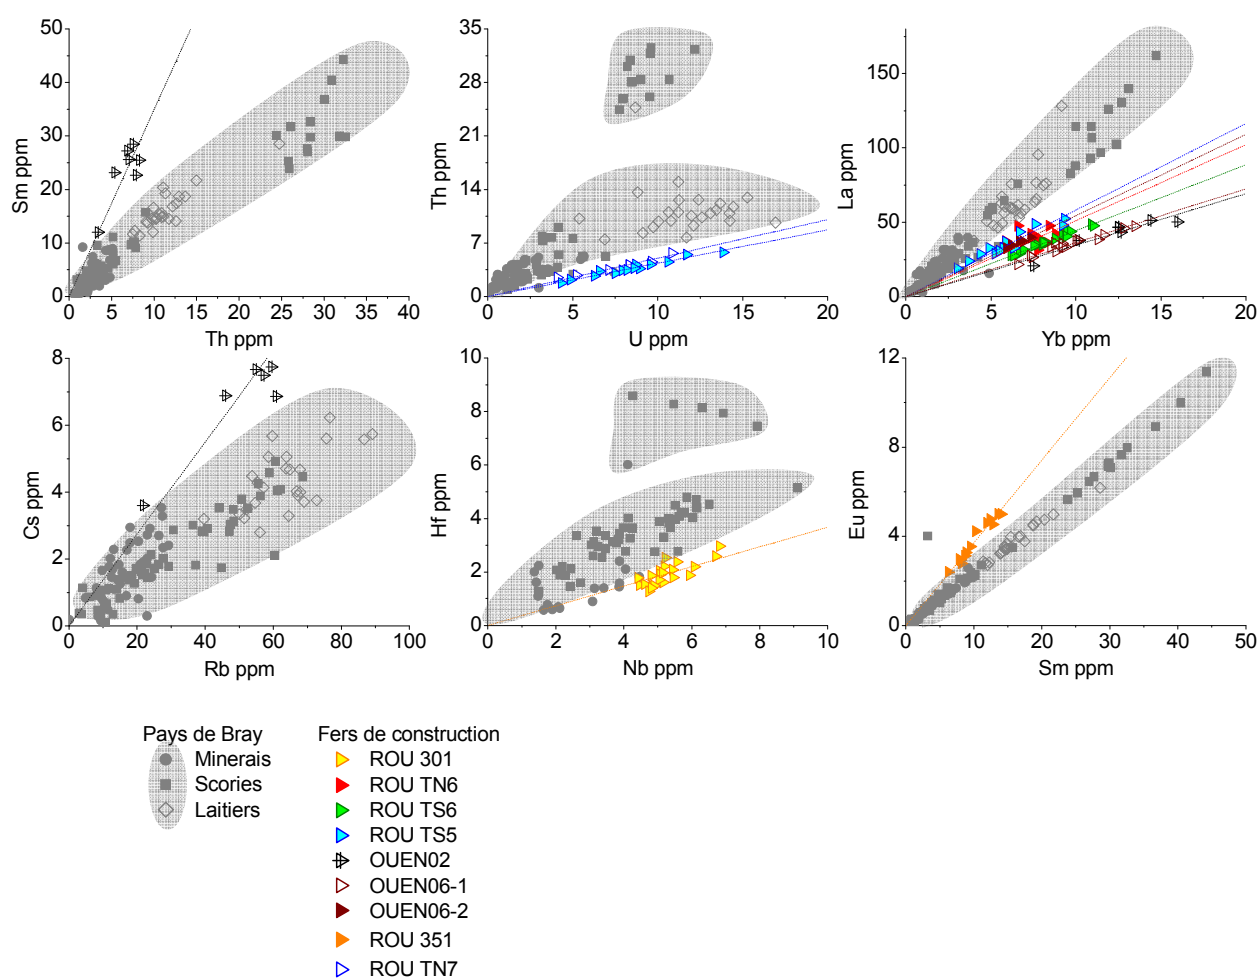 50
40
30
20
10
0
Sm ppm
0 5 10 15 20 25 30 35 40
Th ppm
35
28
21
14
7
0
Th ppm
0 5 10 15 20
U ppm
150
100
50
0
La ppm
0 5 10 15 20
Yb ppm
8
6
4
2
0
Cs ppm
0 20 40 60 80 100
Rb ppm
10
8
6
4
2
0
Hf ppm
0 2 4 6 8 10
Nb ppm
12
8
4
0
Eu ppm
0 10 20 30 40 50
Sm ppm
Pays de Bray
Minerais
Scories
Laitiers
Fers de construction
ROU 301
ROU TN6
ROU TS6
ROU TS5
OUEN02
OUEN06-1
OUEN06-2
ROU 351
ROU TN7